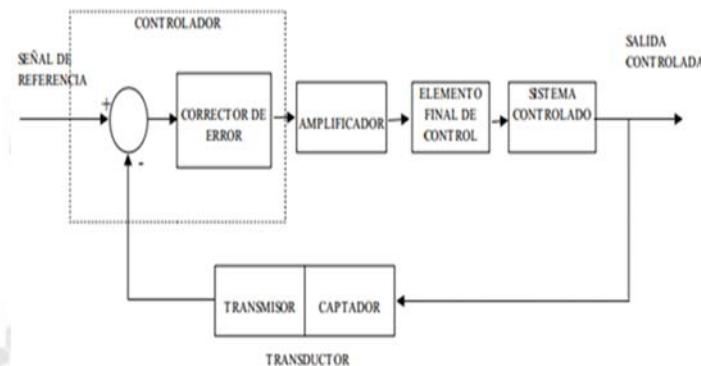 CONTROLADOR
SEÑAL DE
REFERENCIA
SALIDA
CONTROLADA
+
-
CORRECTOR DE
ERROR
AMPLIFICADOR
ELEMENTO
FINAL DE
CONTROL
SISTEMA
CONTROLADO
TRANSMISOR
CAPTADOR
TRANSDUCTOR